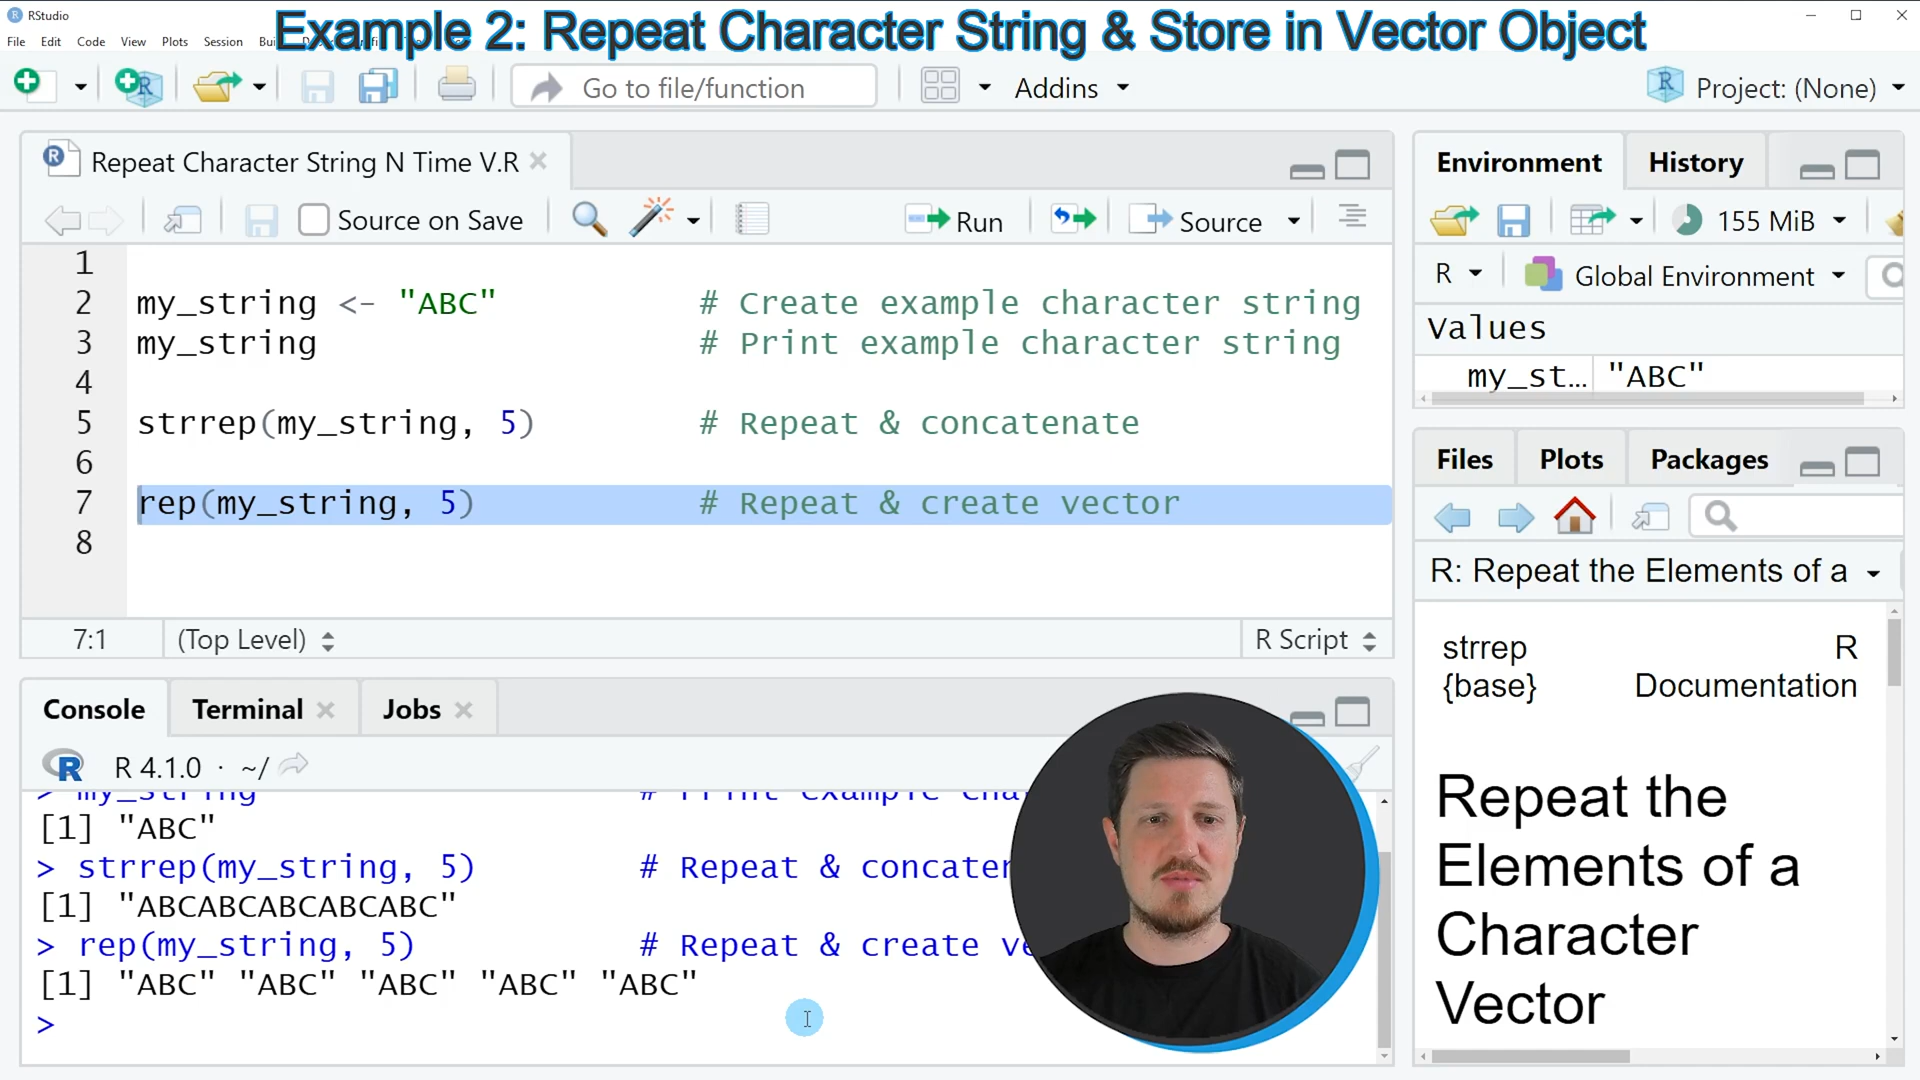 RStudio
Example 2: Repeat Character String & Store in Vector Object
File Edit Code View Plots Session
Go to file/function
Addins
Project: (None)
Repeat Character String N Time V.R
Source on Save
Run
Source
1
2 my_string <- "ABC" # Create example character string
3 my_string # Print example character string
4
5 strrep(my_string, 5) # Repeat & concatenate
6
7 rep(my_string, 5) # Repeat & create vector
8
7:1 (Top Level) R Script
Console Terminal Jobs
R 4.1.0 · ~/
> my_string # Print example
[1] "ABC"
> strrep(my_string, 5) # Repeat &
[1] "ABCABCABCABCABC"
> rep(my_string, 5) # Repeat & create
[1] "ABC" "ABC" "ABC" "ABC" "ABC"
>
Environment History
155 MiB
R Global Environment
Values
my_st... "ABC"
Files Plots Packages
R: Repeat the Elements of a
strrep R
{base} Documentation
Repeat the
Elements of a
Character
Vector